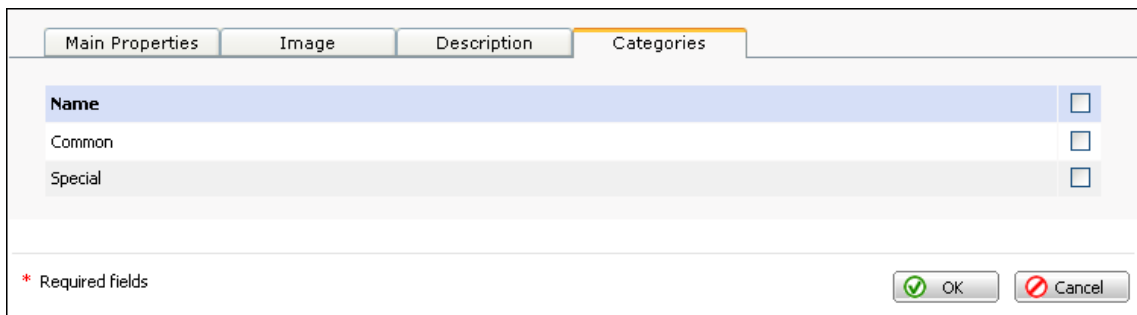 Main Properties Image Description Categories
Name
Common
Special
* Required fields OK Cancel